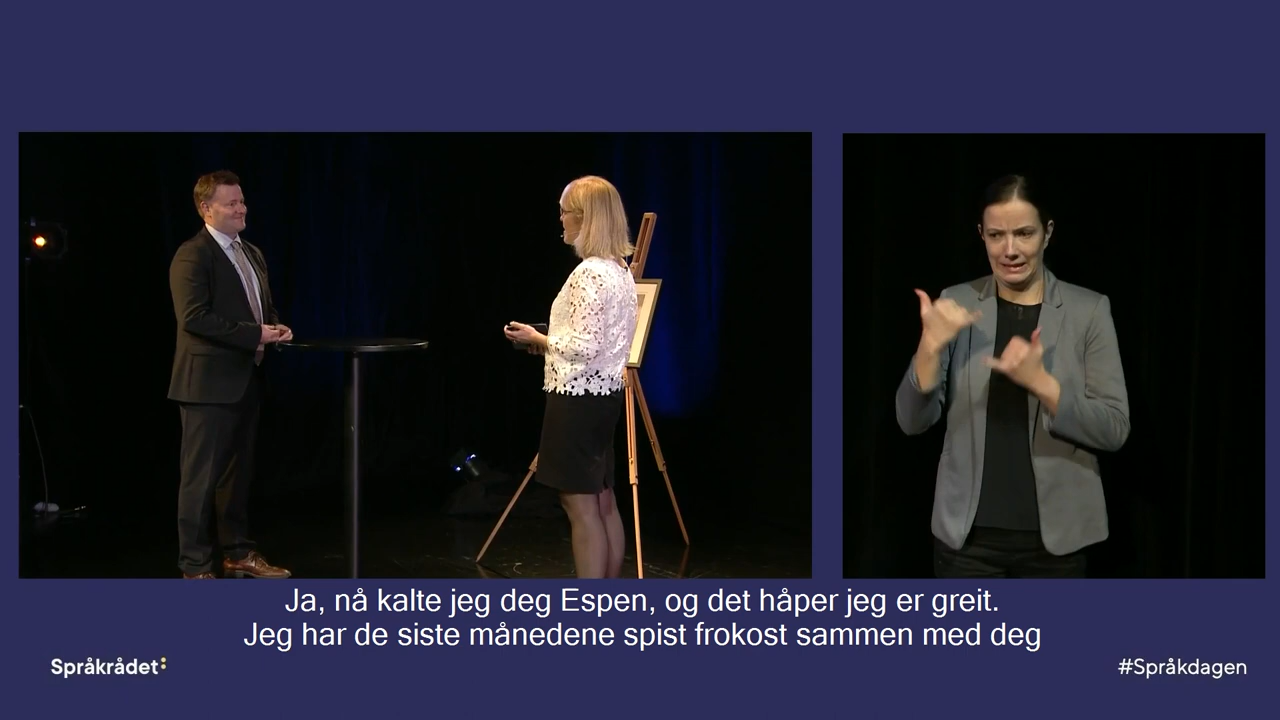 Ja, nå kalte jeg deg Espen, og det håper jeg er greit.
Jeg har de siste månedene spist frokost sammen med deg
Språkrådet:
#Språkdagen